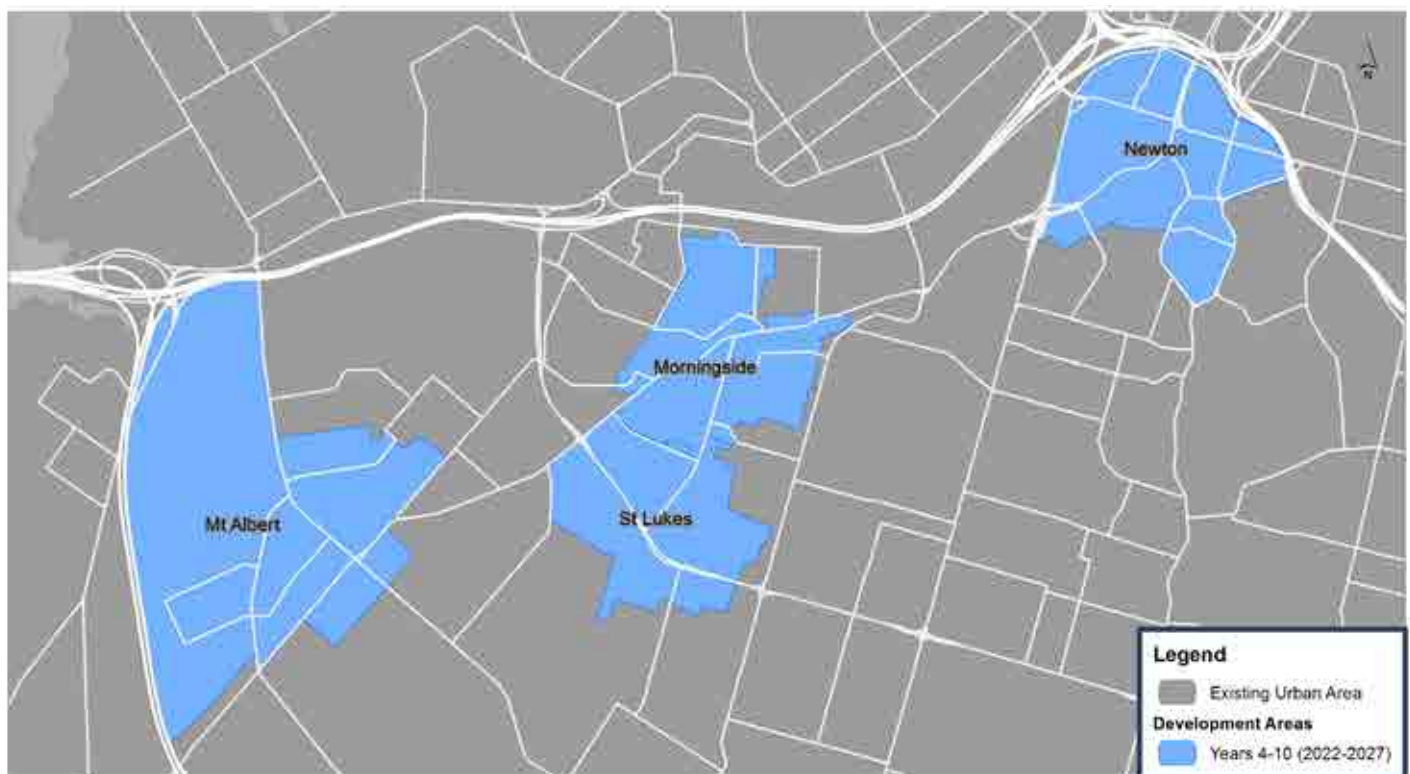 N
Newton
Morningside
Mt Albert
St Lukes
Legend
Existing Urban Area
Development Areas
Years 4-10 (2022-2027)